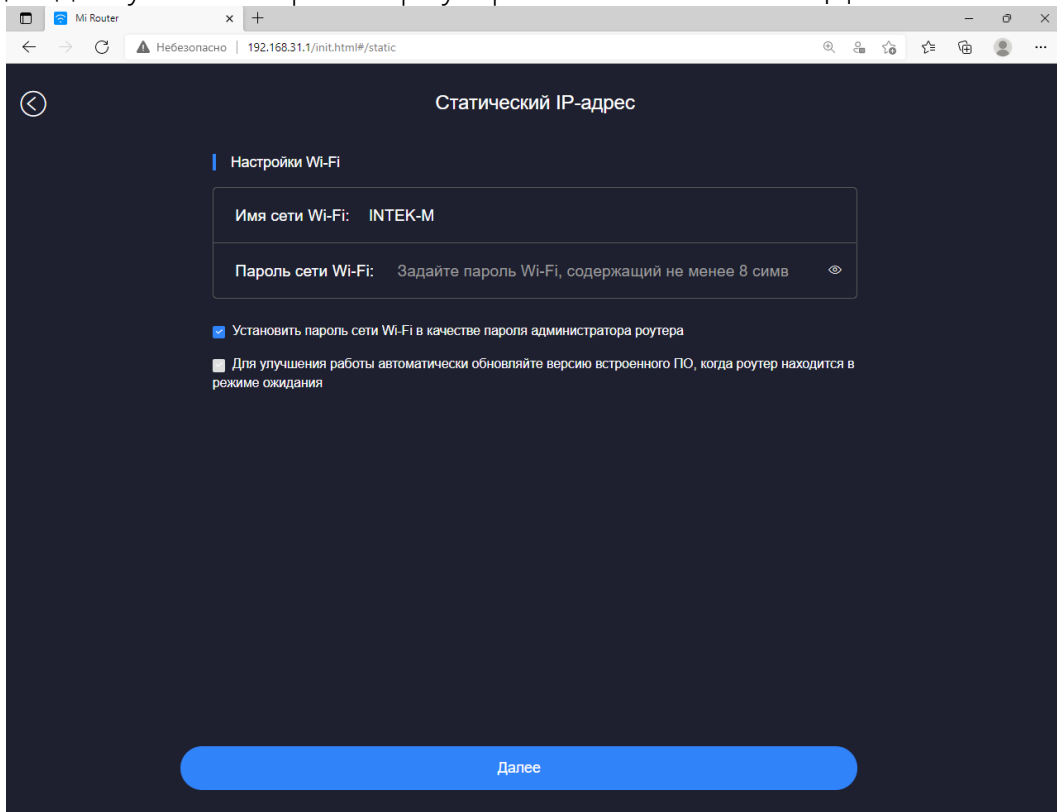 Mi Router
Небезопасно | 192.168.31.1/init.html#/static
Статический IP-адрес
Настройки Wi-Fi
Имя сети Wi-Fi: INTEK-M
Пароль сети Wi-Fi: Задайте пароль Wi-Fi, содержащий не менее 8 симв
Установить пароль сети Wi-Fi в качестве пароля администратора роутера
Для улучшения работы автоматически обновляйте версию встроенного ПО, когда роутер находится в
режиме ожидания
Далее